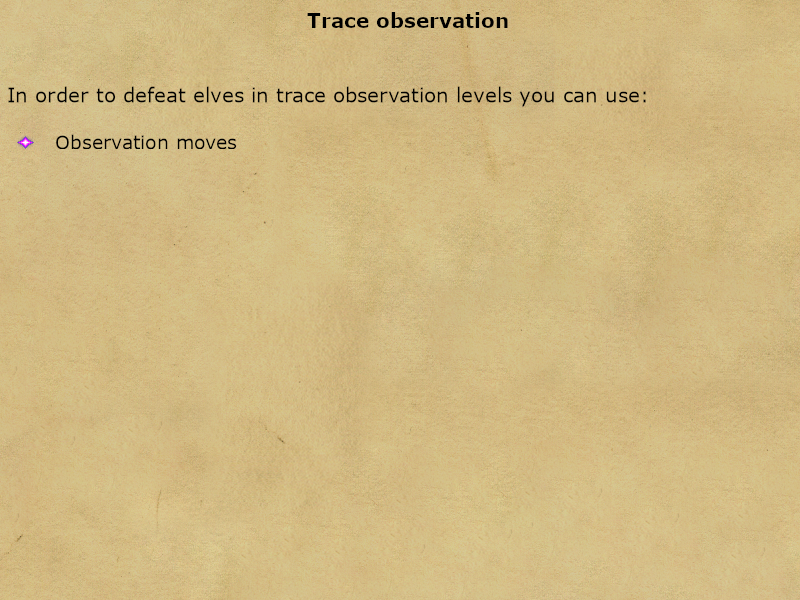 Trace observation
In order to defeat elves in trace observation levels you can use:
Observation moves